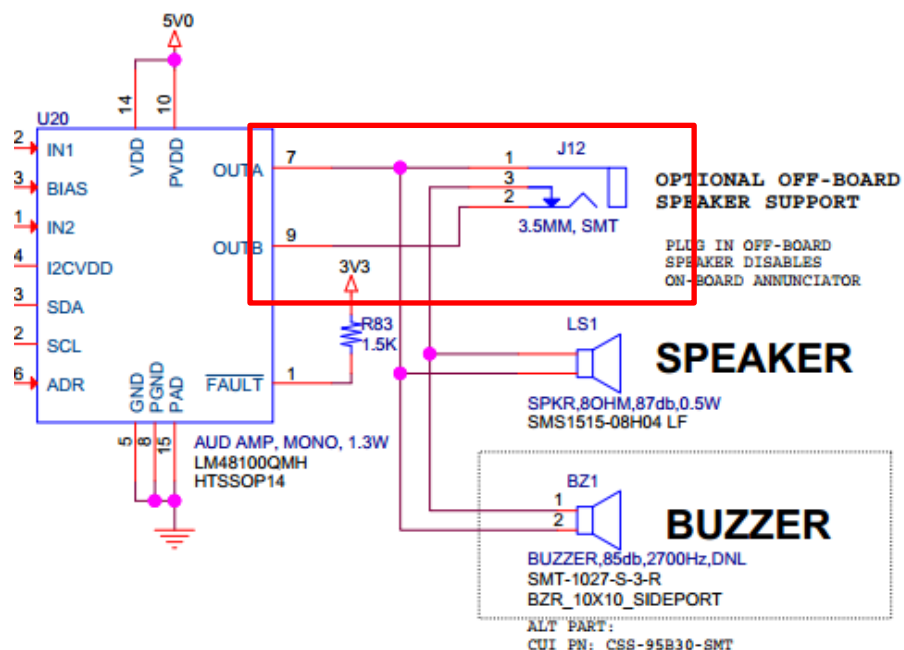 5V0
14
10
U20
2 IN1
VDD
PVDD
OUTA 7
3 BIAS
1 IN2
OUTB 9
4 I2CVDD
3 SDA
2 SCL
6 ADR
FAULT 1
GND
PGND
PAD
5
8
15
3V3
R83
1.5K
AUD AMP, MONO, 1.3W
LM48100QMH
HTSSOP14
J12
1
3
2
3.5MM, SMT
OPTIONAL OFF-BOARD
SPEAKER SUPPORT
PLUG IN OFF-BOARD
SPEAKER DISABLES
ON-BOARD ANNUNCIATOR
LS1
SPEAKER
SPKR,8OHM,87db,0.5W
SMS1515-08H04 LF
BZ1
1
2
BUZZER
BUZZER,85db,2700Hz,DNL
SMT-1027-S-3-R
BZR_10X10_SIDEPORT
ALT PART:
CUI PN: CSS-95B30-SMT